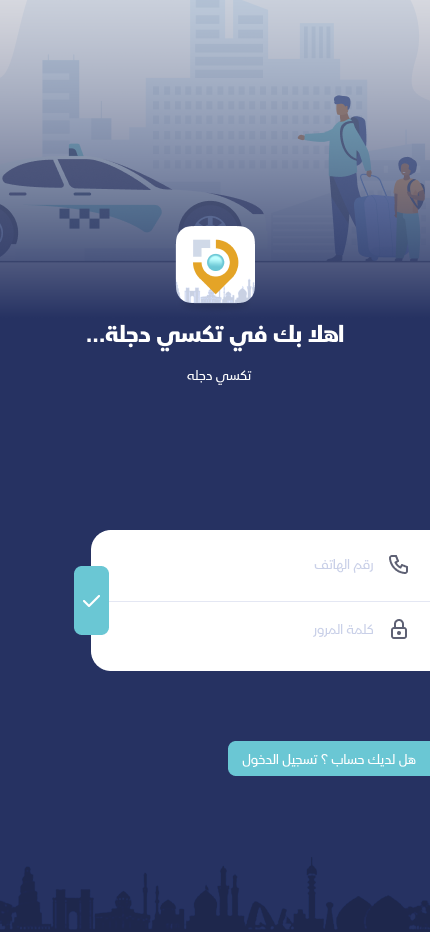 اهلا بك في تكسي دجلة...
تكسي دجله
رقم الهاتف
كلمة المرور
هل لديك حساب ؟ تسجيل الدخول